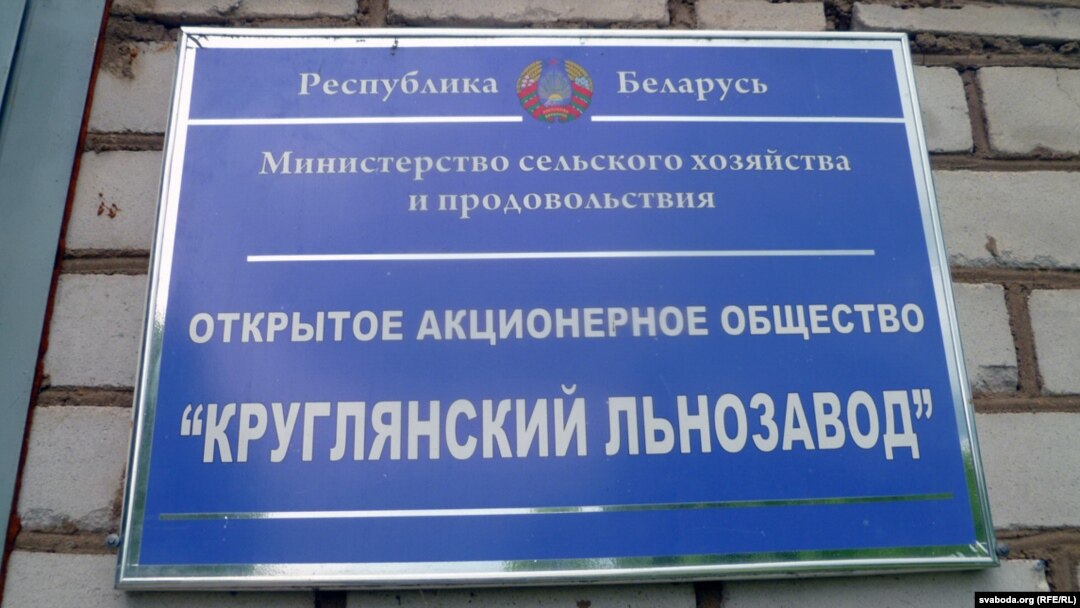 Республика Беларусь
Министерство сельского хозяйства
и продовольствия
ОТКРЫТОЕ АКЦИОНЕРНОЕ ОБЩЕСТВО
“КРУГЛЯНСКИЙ ЛЬНОЗАВОД”
svaboda.org (RFE/RL)